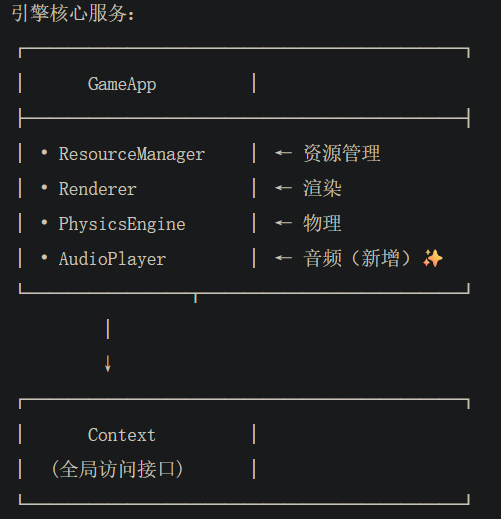 引擎核心服务：
GameApp
• ResourceManager ← 资源管理
• Renderer ← 渲染
• PhysicsEngine ← 物理
• AudioPlayer ← 音频（新增）✨
↓
Context
(全局访问接口)